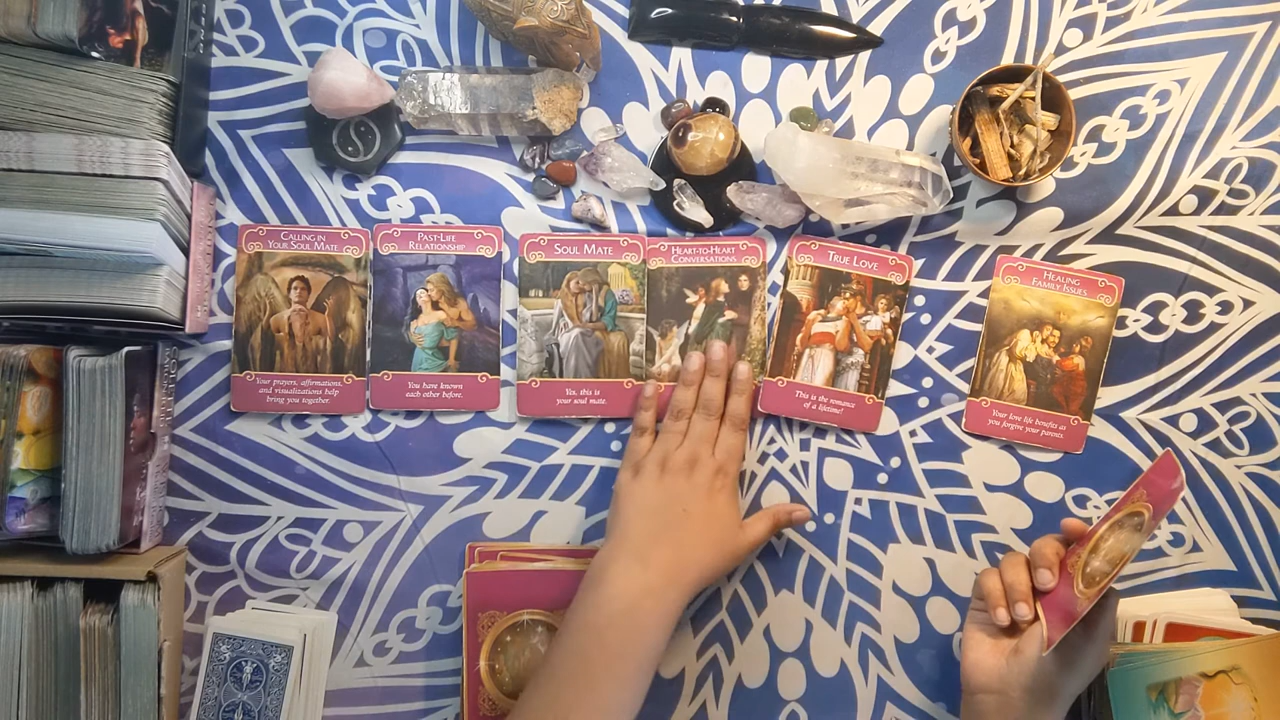 CALLING IN
YOUR SOUL MATE
Your prayers, affirmations,
and visualizations help
bring you together.
PAST-LIFE
RELATIONSHIP
You have known
each other before.
SOUL MATE
Yes, this is
your soul mate.
HEART-TO-HEART
CONVERSATIONS
TRUE LOVE
This is the romance
of a lifetime!
HEALING
FAMILY ISSUES
Your love life benefits as
you forgive your parents.